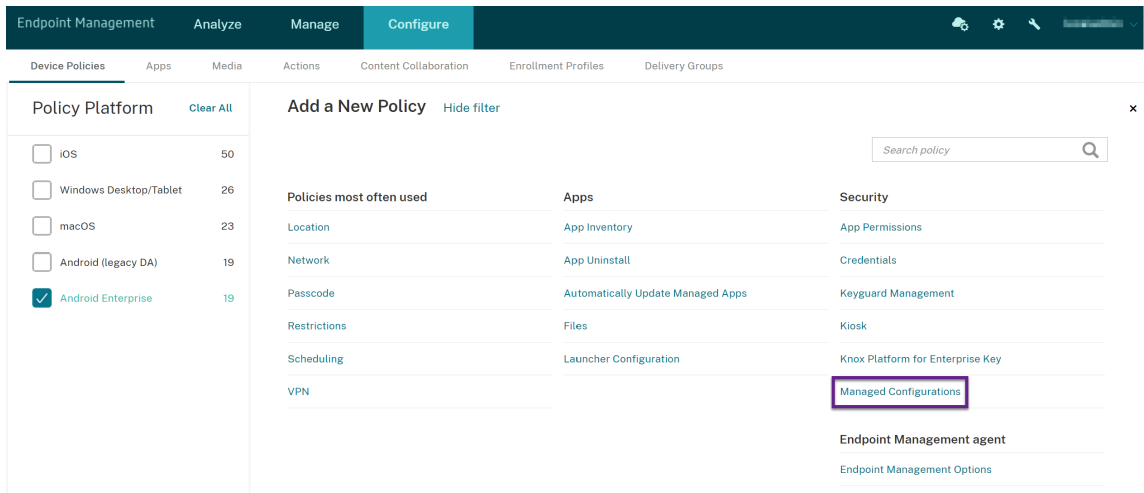 Endpoint Management Analyze Manage Configure
Device Policies Apps Media Actions Content Collaboration Enrollment Profiles Delivery Groups
Policy Platform Clear All
iOS 50
Windows Desktop/Tablet 26
macOS 23
Android (legacy DA) 19
Android Enterprise 19
Add a New Policy Hide filter
Search policy
Policies most often used
Location
Network
Passcode
Restrictions
Scheduling
VPN
Apps
App Inventory
App Uninstall
Automatically Update Managed Apps
Files
Launcher Configuration
Security
App Permissions
Credentials
Keyguard Management
Kiosk
Knox Platform for Enterprise Key
Managed Configurations
Endpoint Management agent
Endpoint Management Options